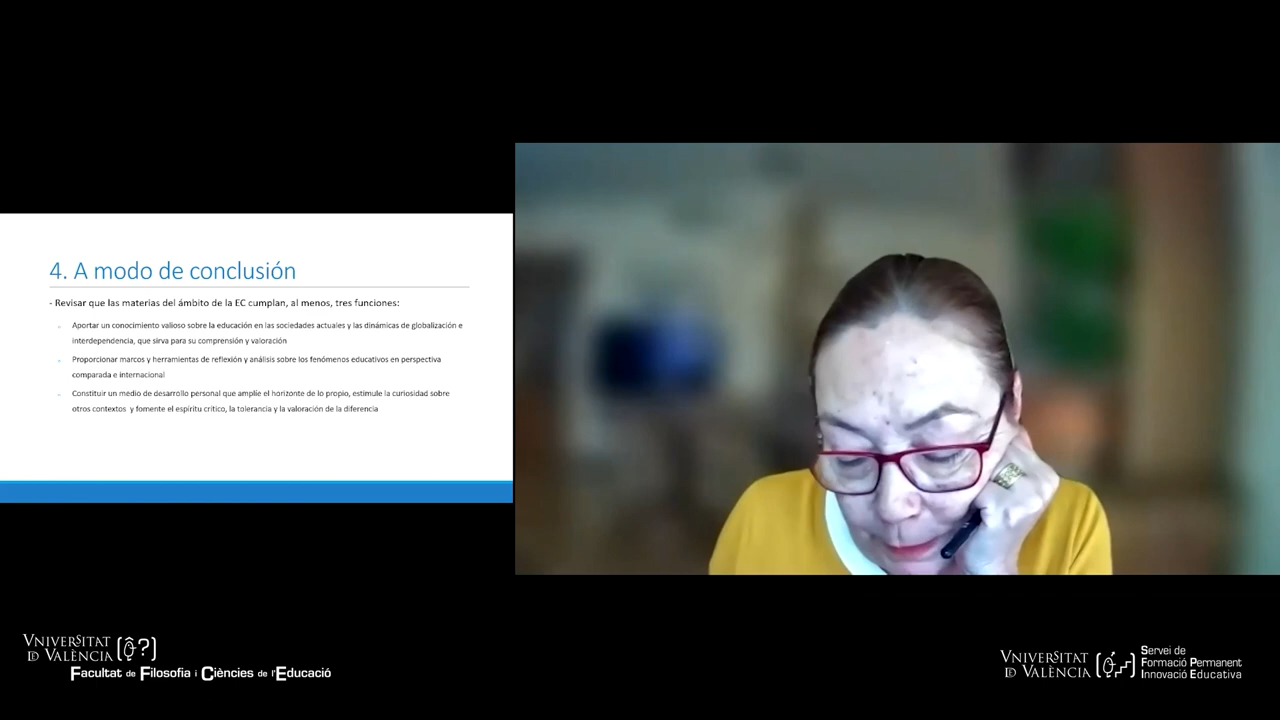 4. A modo de conclusión
- Revisar que las materias del ámbito de la EC cumplan, al menos, tres funciones:
Aportar un conocimiento valioso sobre la educación en las sociedades actuales y las dinámicas de globalización e
interdependencia, que sirva para su comprensión y valoración
Proporcionar marcos y herramientas de reflexión y análisis sobre los fenómenos educativos en perspectiva
comparada e internacional
Constituir un medio de desarrollo personal que amplíe el horizonte de lo propio, estimule la curiosidad sobre
otros contextos y fomente el espíritu crítico, la tolerancia y la valoración de la diferencia
VNIVERSITAT
ID VALÈNCIA
Facultat de Filosofia i Ciències de l'Educació
VNIVERSITAT
ID VALÈNCIA
Servei de
Formació Permanent
Innovació Educativa